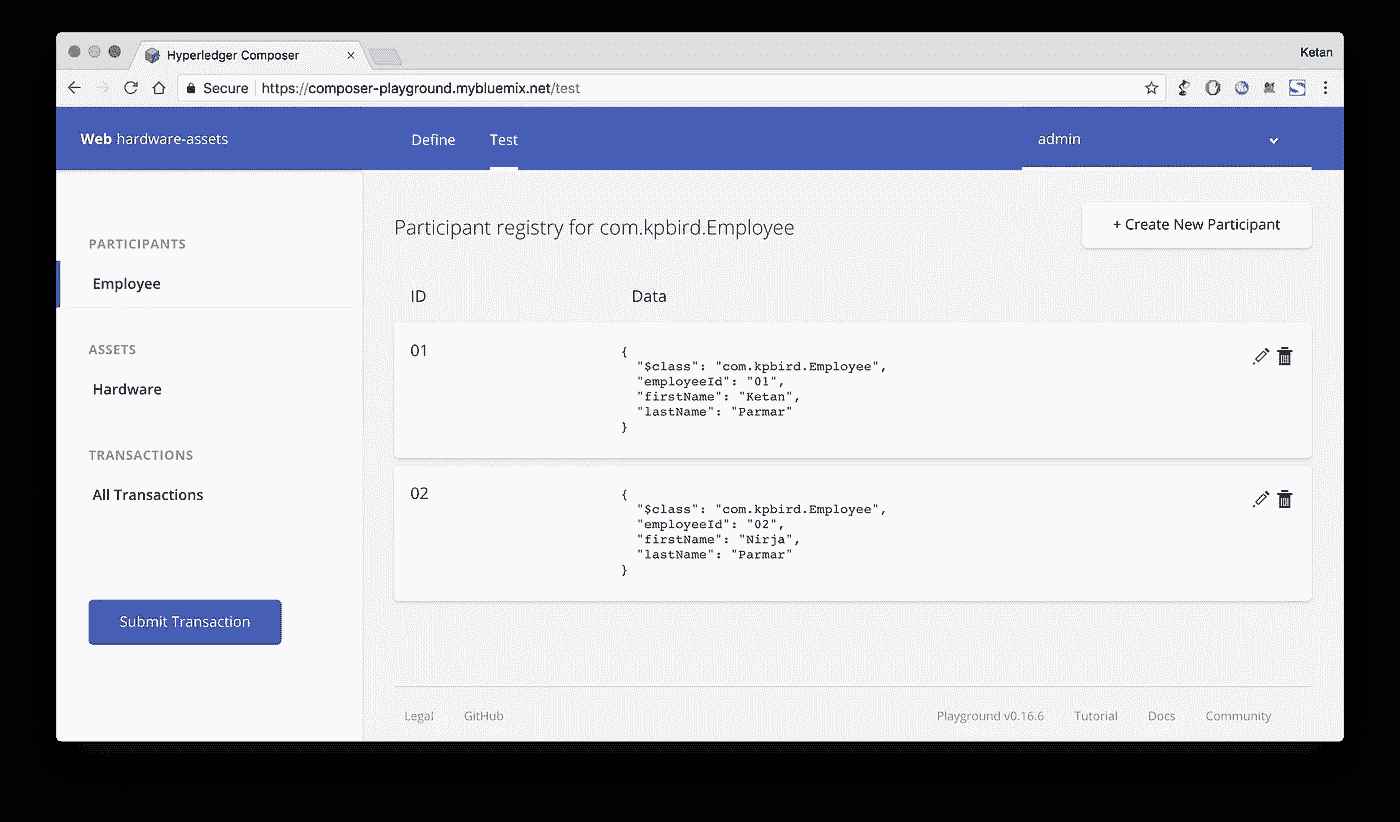 Hyperledger Composer
Ketan
Secure https://composer-playground.mybluemix.net/test
Web hardware-assets Define Test admin
PARTICIPANTS
Employee
ASSETS
Hardware
TRANSACTIONS
All Transactions
Submit Transaction
Participant registry for com.kpbird.Employee
+ Create New Participant
ID Data
01
{
"$class": "com.kpbird.Employee",
"employeeId": "01",
"firstName": "Ketan",
"lastName": "Parmar"
}
02
{
"$class": "com.kpbird.Employee",
"employeeId": "02",
"firstName": "Nirja",
"lastName": "Parmar"
}
Legal GitHub Playground v0.16.6 Tutorial Docs Community